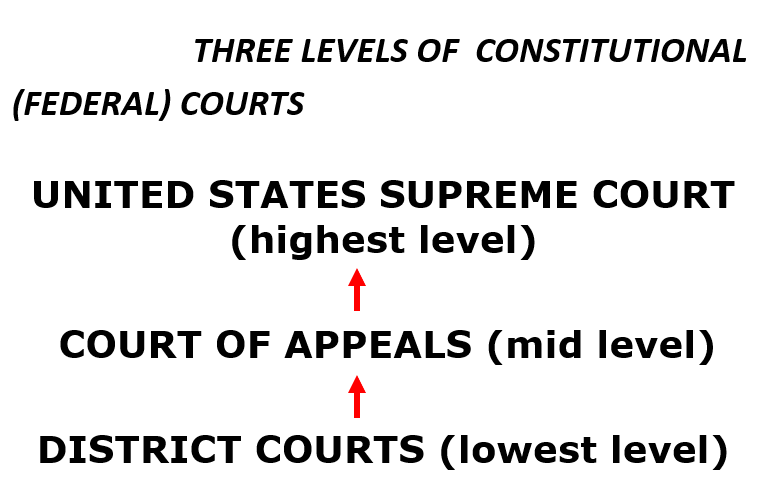 THREE LEVELS OF CONSTITUTIONAL
(FEDERAL) COURTS
UNITED STATES SUPREME COURT
(highest level)
COURT OF APPEALS (mid level)
DISTRICT COURTS (lowest level)